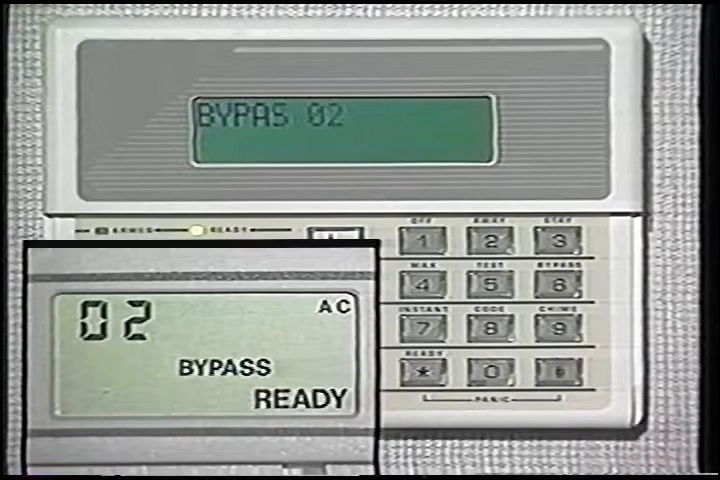 BYPAS 02
ARMED READY
OFF AWAY STAY
1 2 3
MAX TEST BYPASS
4 5 6
INSTANT CODE CHIME
7 8 9
READY
* 0 #
PANIC
02 AC
BYPASS
READY